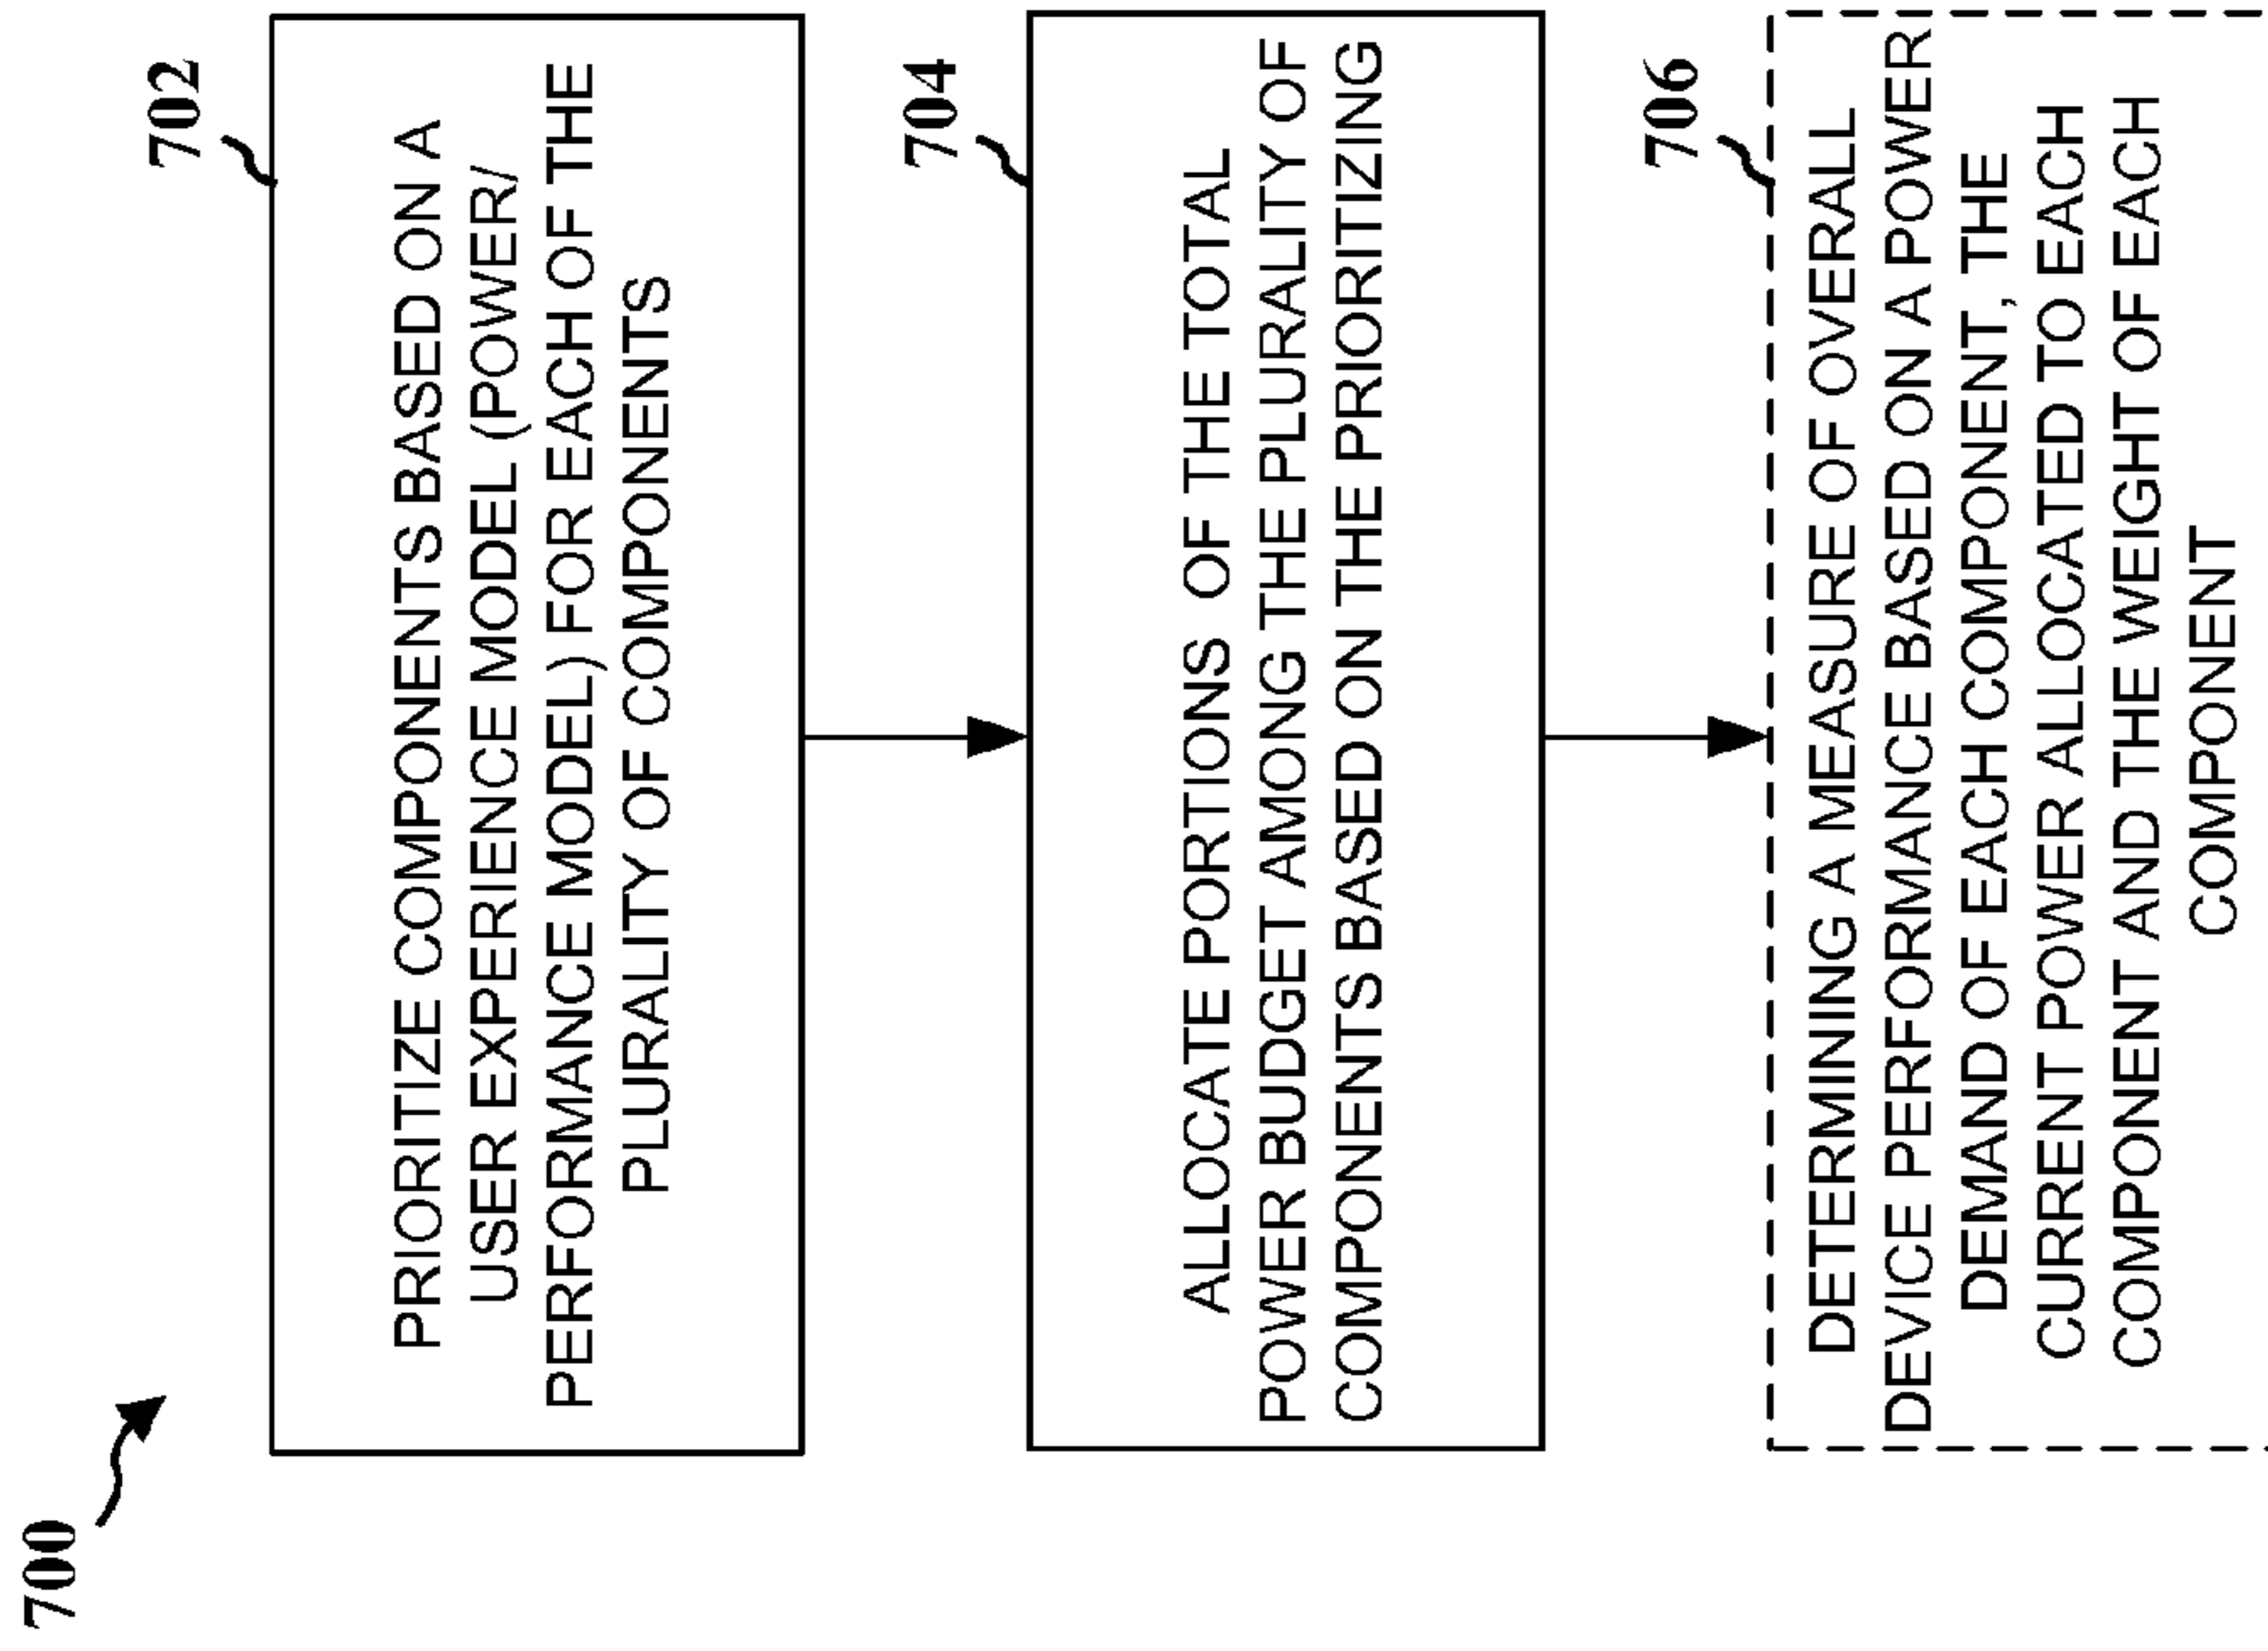 700
702
PRIORITIZE COMPONENTS BASED ON A
USER EXPERIENCE MODEL (POWER/
PERFORMANCE MODEL) FOR EACH OF THE
PLURALITY OF COMPONENTS
704
ALLOCATE PORTIONS OF THE TOTAL
POWER BUDGET AMONG THE PLURALITY OF
COMPONENTS BASED ON THE PRIORITIZING
706
DETERMINING A MEASURE OF OVERALL
DEVICE PERFORMANCE BASED ON A POWER
DEMAND OF EACH COMPONENT, THE
CURRENT POWER ALLOCATED TO EACH
COMPONENT AND THE WEIGHT OF EACH
COMPONENT